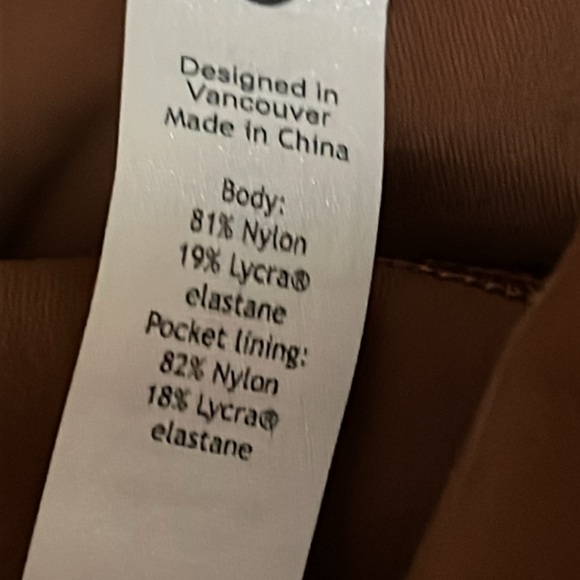 Designed in
Vancouver
Made in China
Body:
81% Nylon
19% Lycra®
elastane
Pocket lining:
82% Nylon
18% Lycra®
elastane